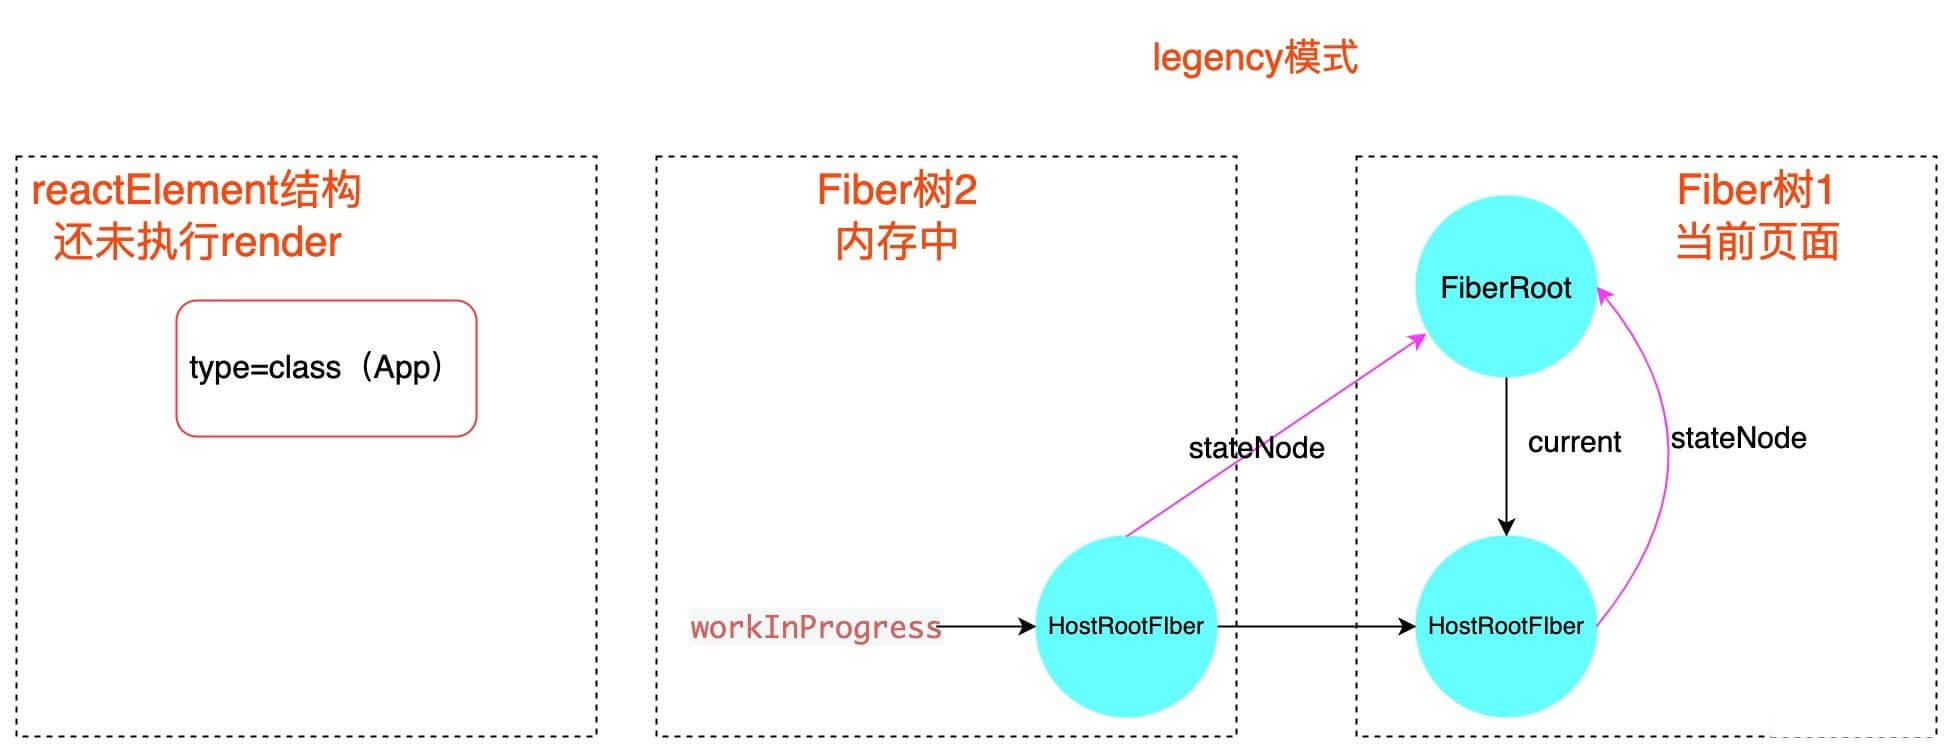 legency模式
reactElement结构
还未执行render
type=class（App）
Fiber树2
内存中
stateNode
workInProgress
HostRootFIber
Fiber树1
当前页面
FiberRoot
current
stateNode
HostRootFIber